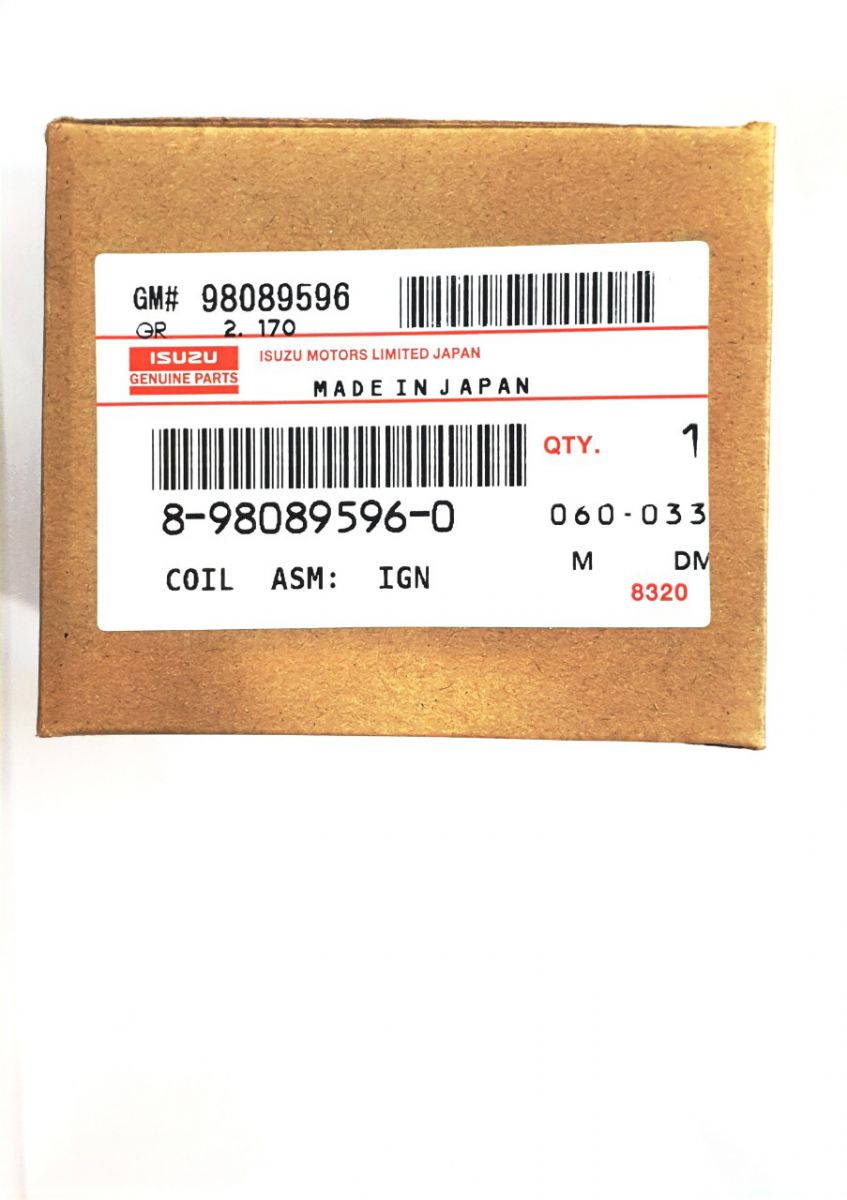 GM# 98089596
GR 2. 170
ISUZU
GENUINE PARTS
ISUZU MOTORS LIMITED JAPAN
MADE IN JAPAN
QTY. 1
8-98089596-0
060-033
M DM
COIL ASM: IGN
8320